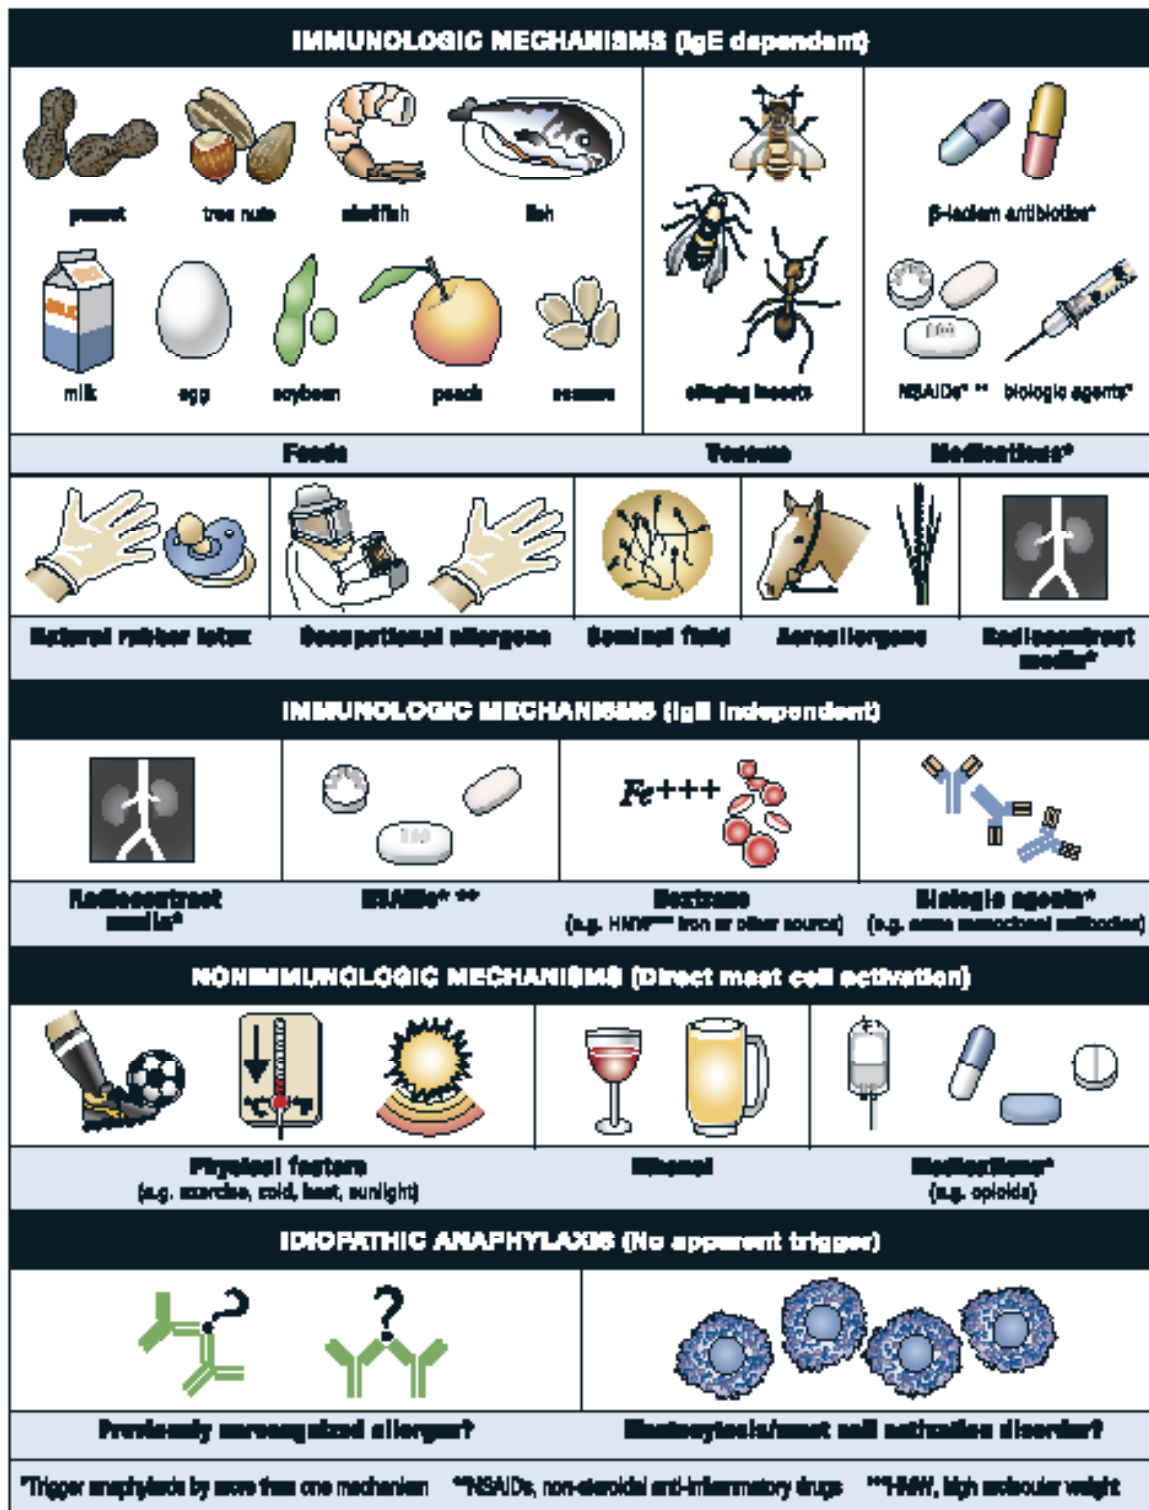 IMMUNOLOGIC MECHANISMS (IgE dependent)
peanut tree nuts shellfish fish
β-lactam antibiotics*
milk egg soybean peach sesame
stinging insects
NSAIDs* ** biologic agents*
Foods Venoms Medications*
Natural rubber latex Occupational allergens Seminal fluid Aeroallergens Radiocontrast
media*
IMMUNOLOGIC MECHANISMS (IgE independent)
Fe+++
Radiocontrast NSAIDs* ** Dextrans Biologic agents*
media* (e.g. HMW*** iron or other source) (e.g. some monoclonal antibodies)
NONIMMUNOLOGIC MECHANISMS (Direct mast cell activation)
°C °F
Physical factors Ethanol Medications*
(e.g. exercise, cold, heat, sunlight) (e.g. opioids)
IDIOPATHIC ANAPHYLAXIS (No apparent trigger)
? ?
Previously unrecognized allergen? Mastocytosis/mast cell activation disorder?
*Trigger anaphylaxis by more than one mechanism **NSAIDs, non-steroidal anti-inflammatory drugs ***HMW, high molecular weight